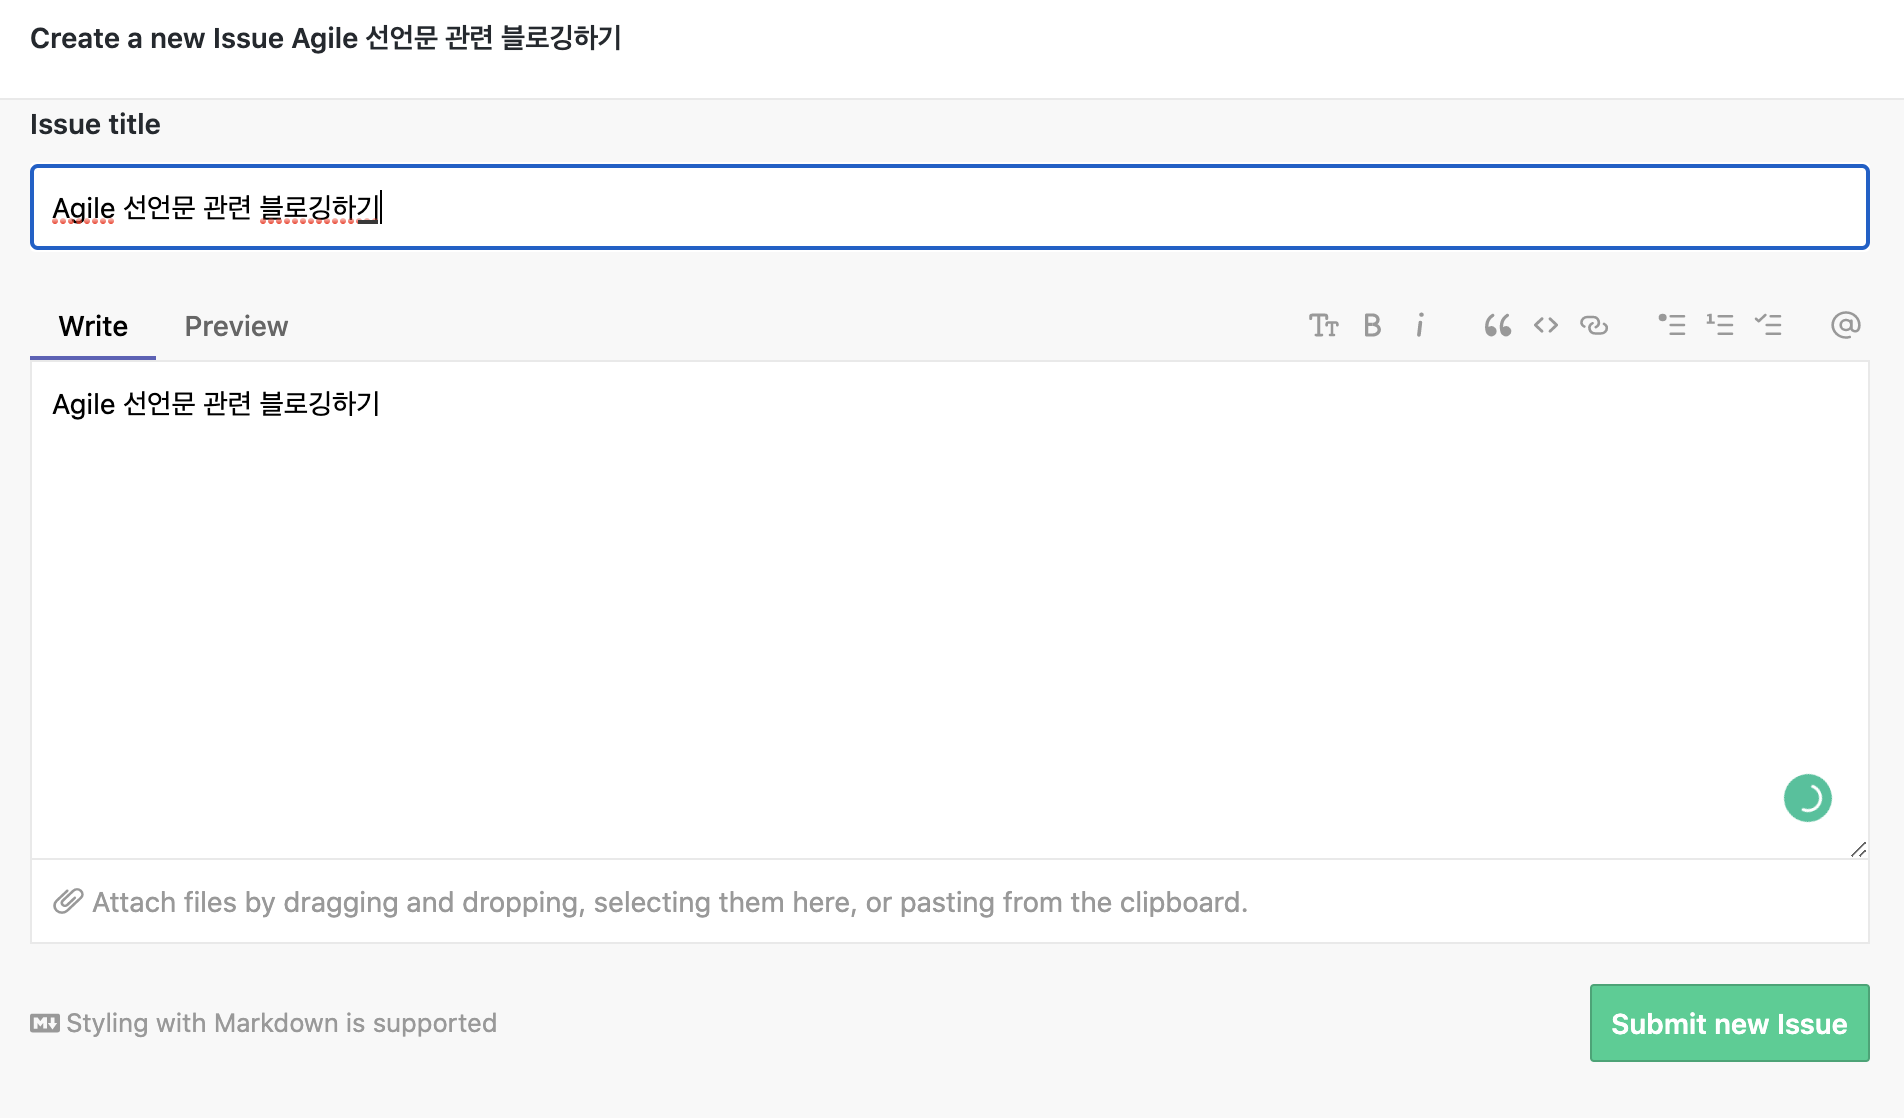 Create a new Issue Agile 선언문 관련 블로깅하기
Issue title
Agile 선언문 관련 블로깅하기
Write Preview
Agile 선언문 관련 블로깅하기
Attach files by dragging and dropping, selecting them here, or pasting from the clipboard.
Styling with Markdown is supported
Submit new Issue